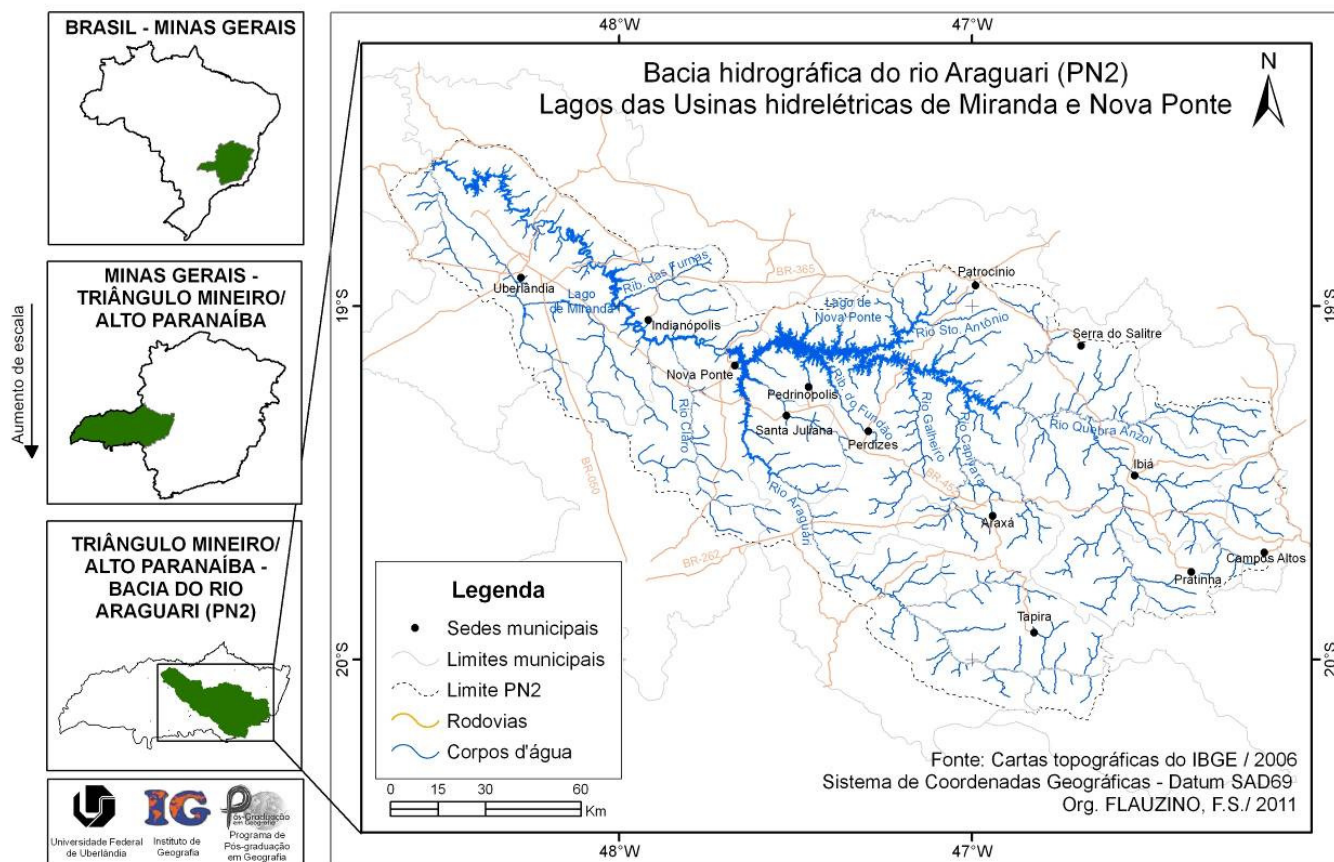 BRASIL - MINAS GERAIS
Aumento de escala
MINAS GERAIS -
TRIÂNGULO MINEIRO/
ALTO PARANAÍBA
TRIÂNGULO MINEIRO/
ALTO PARANAÍBA -
BACIA DO RIO
ARAGUARI (PN2)
Universidade Federal
de Uberlândia
IG
Instituto de
Geografia
Pós-Graduação
em Geografia
Programa de
Pós-graduação
em Geografia
48°W
47°W
Bacia hidrográfica do rio Araguari (PN2)
Lagos das Usinas hidrelétricas de Miranda e Nova Ponte
N
19°S
19°S
20°S
20°S
BR-365
Patrocínio
Uberlândia
Lago
de Miranda
Rib. das Furnas
Indianópolis
Lago de
Nova Ponte
Rio Sto. Antônio
Serra do Salitre
Nova Ponte
Pedrinópolis
Santa Juliana
Rib. do Fundão
Perdizes
Rio Galheiro
Rio Capivara
Rio Quebra Anzol
Rio Claro
BR-050
Rio Araguari
BR-452
Ibiá
Araxá
BR-262
Campos Altos
Pratinha
Tapira
Legenda
Sedes municipais
Limites municipais
Limite PN2
Rodovias
Corpos d'água
0 15 30 60
Km
Fonte: Cartas topográficas do IBGE / 2006
Sistema de Coordenadas Geográficas - Datum SAD69
Org. FLAUZINO, F.S./ 2011
48°W
47°W